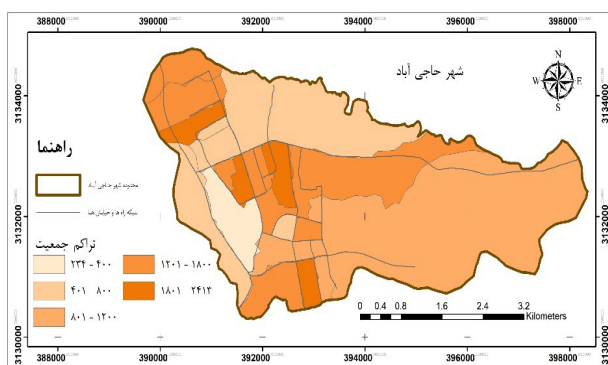 388000 390000 392000 394000 396000 398000
شهر حاجی آباد
N
W E
S
3134000 3134000
راهنما
محدوده شهر حاجی آباد
شبکه راه ها و خیابان ها
3132000 3132000
تراکم جمعیت
۲۳۴ - ۴۰۰ ۱۲۰۱ - ۱۸۰۰
۴۰۱ ۸۰۰ ۱۸۰۱ ۲۴۱۳
۸۰۱ - ۱۲۰۰
0 0.4 0.8 1.6 2.4 3.2
Kilometers
3130000 3130000
388000 390000 392000 394000 396000 398000